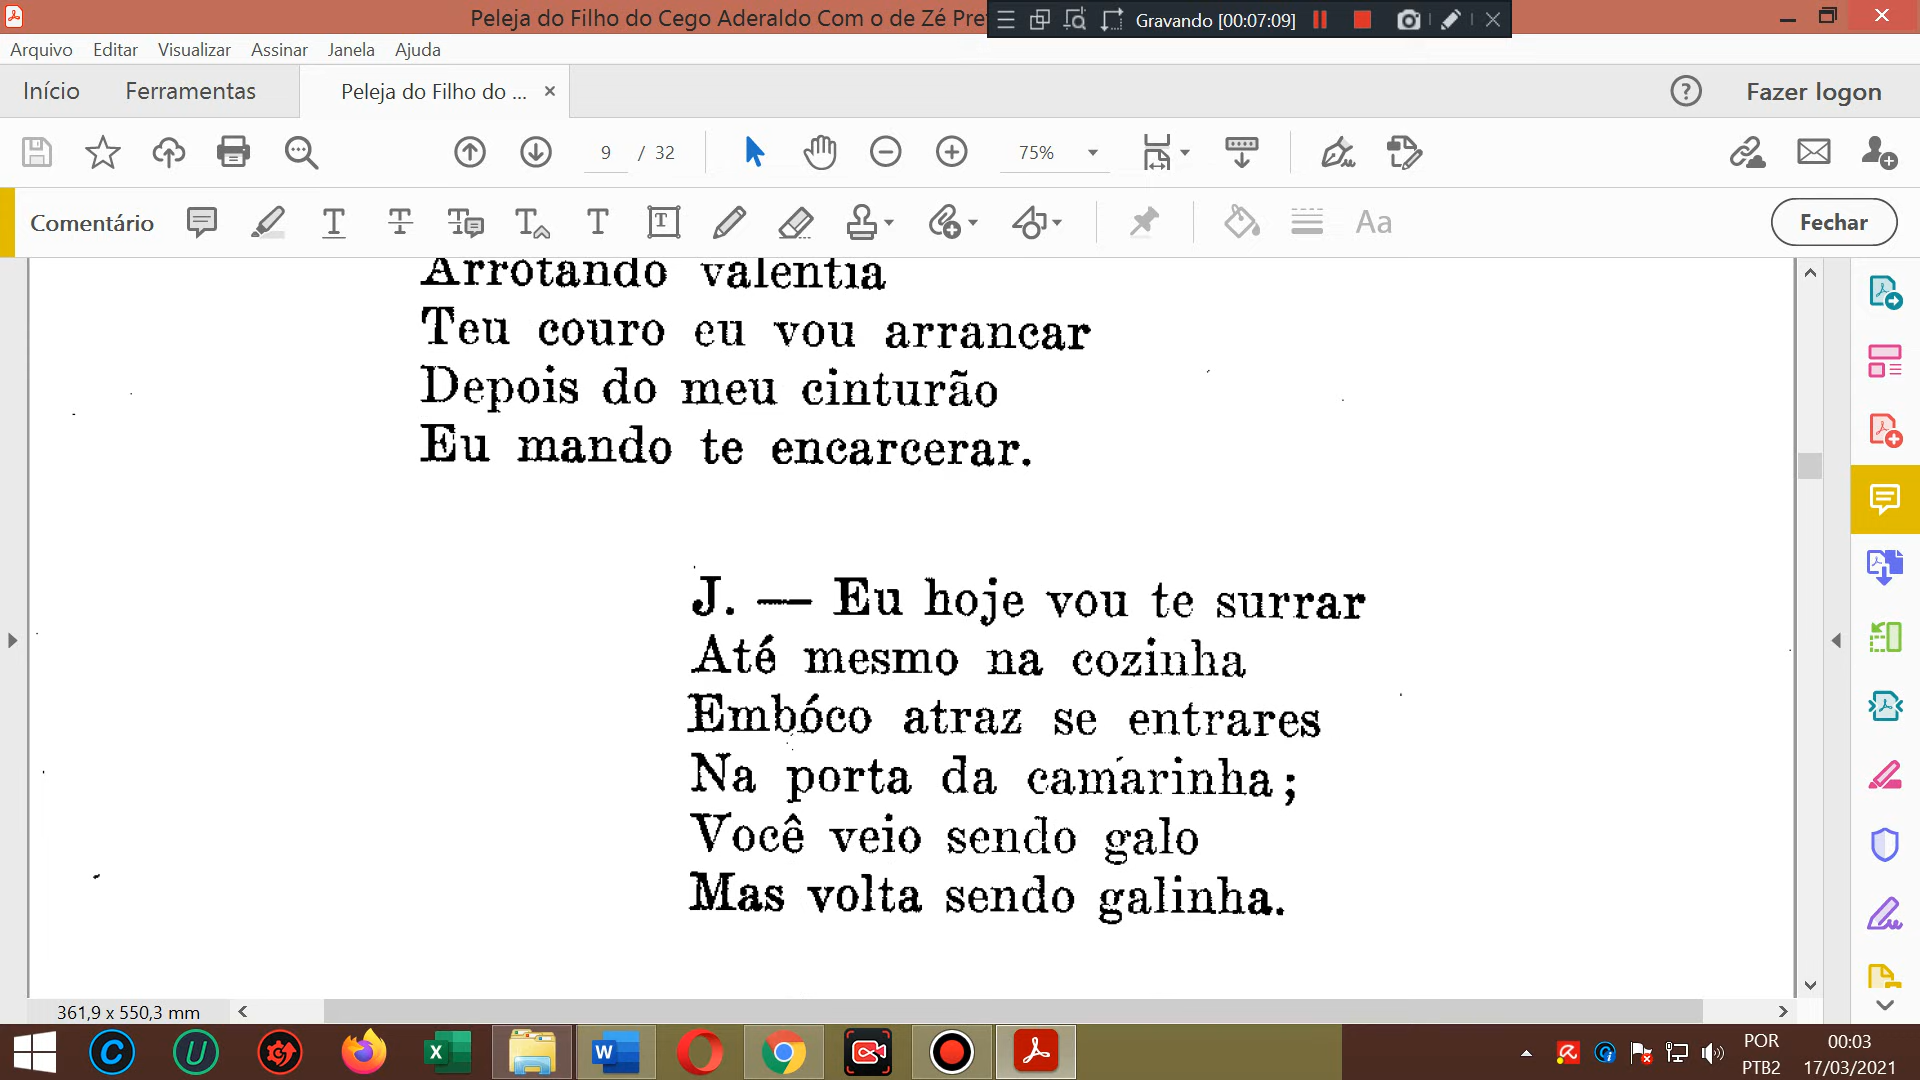 Peleja do Filho do Cego Aderaldo Com o de Zé Pre
Gravando [00:07:09]
Arquivo Editar Visualizar Assinar Janela Ajuda
Início Ferramentas Peleja do Filho do ... × Fazer logon
9 / 32 75%
Comentário Fechar
Arrotando valentia
Teu couro eu vou arrancar
Depois do meu cinturão
Eu mando te encarcerar.
J. — Eu hoje vou te surrar
Até mesmo na cozinha
Embóco atraz se entrares
Na porta da camarinha;
Você veio sendo galo
Mas volta sendo galinha.
361,9 x 550,3 mm
POR 00:03
PTB2 17/03/2021